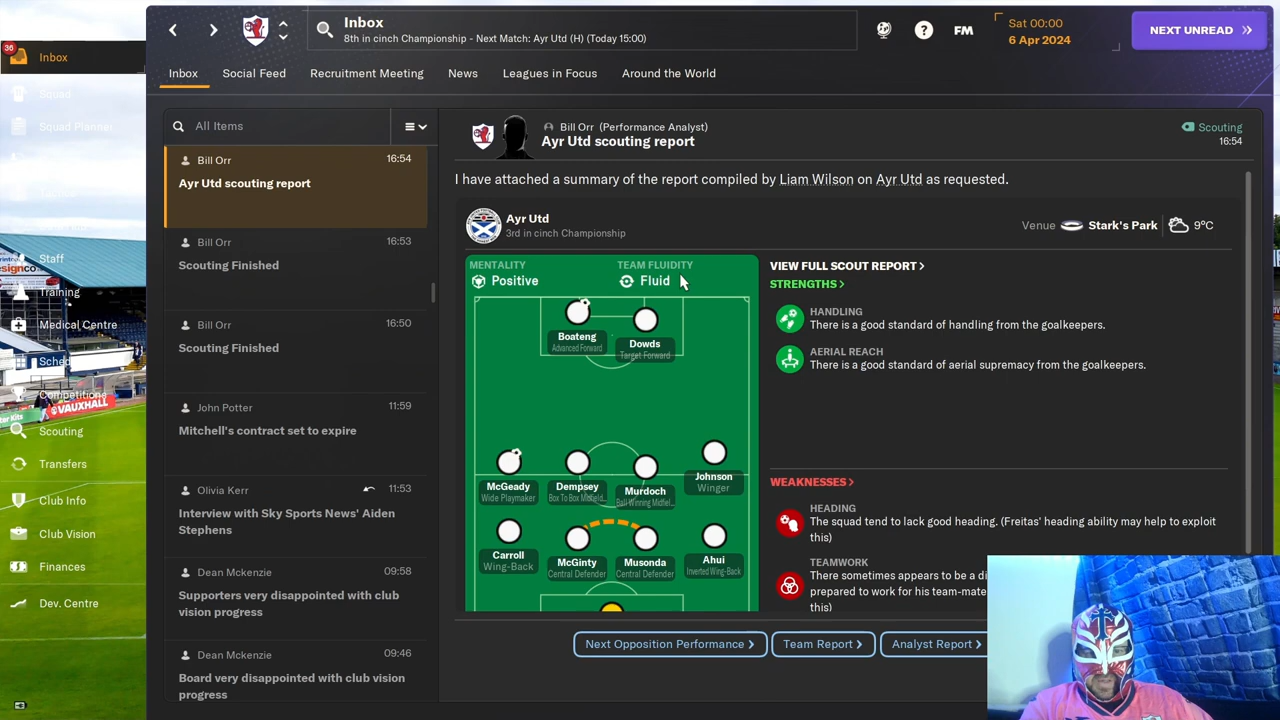 Inbox
8th in cinch Championship - Next Match: Ayr Utd (H) (Today 15:00)
FM
Sat 00:00
6 Apr 2024
NEXT UNREAD
36
Inbox
Squad
Squad Planner
Staff
Training
Medical Centre
Sched
Competitions
Scouting
Transfers
Club Info
Club Vision
Finances
Dev. Centre
VAUXHALL
Inbox Social Feed Recruitment Meeting News Leagues in Focus Around the World
All Items
Bill Orr 16:54
Ayr Utd scouting report
Bill Orr 16:53
Scouting Finished
Bill Orr 16:50
Scouting Finished
John Potter 11:59
Mitchell's contract set to expire
Olivia Kerr 11:53
Interview with Sky Sports News' Aiden
Stephens
Dean Mckenzie 09:58
Supporters very disappointed with club
vision progress
Dean Mckenzie 09:46
Board very disappointed with club vision
progress
Bill Orr (Performance Analyst)
Ayr Utd scouting report
Scouting
16:54
I have attached a summary of the report compiled by Liam Wilson on Ayr Utd as requested.
Ayr Utd
3rd in cinch Championship
Venue Stark's Park 9°C
MENTALITY TEAM FLUIDITY
Positive Fluid
Boateng
Advanced Forward
Dowds
Target Forward
McGeady
Wide Playmaker
Dempsey
Box To Box Midfield...
Murdoch
Ball Winning Midfiel...
Johnson
Winger
Carroll
Wing-Back
McGinty
Central Defender
Musonda
Central Defender
Ahui
Inverted Wing-Back
VIEW FULL SCOUT REPORT
STRENGTHS
HANDLING
There is a good standard of handling from the goalkeepers.
AERIAL REACH
There is a good standard of aerial supremacy from the goalkeepers.
WEAKNESSES
HEADING
The squad tend to lack good heading. (Freitas' heading ability may help to exploit
this)
TEAMWORK
There sometimes appears to be a di
prepared to work for his team-mate
this)
Next Opposition Performance Team Report Analyst Report